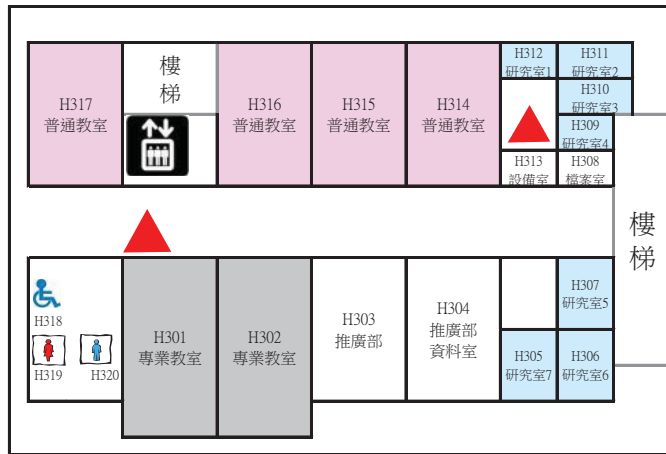 H317
普通教室
樓
梯
H316
普通教室
H315
普通教室
H314
普通教室
H312
研究室1
H311
研究室2
H310
研究室3
H309
研究室4
H313
設備室
H308
檔案室
樓
梯
H318
H319
H320
H301
專業教室
H302
專業教室
H303
推廣部
H304
推廣部
資料室
H307
研究室5
H305
研究室7
H306
研究室6